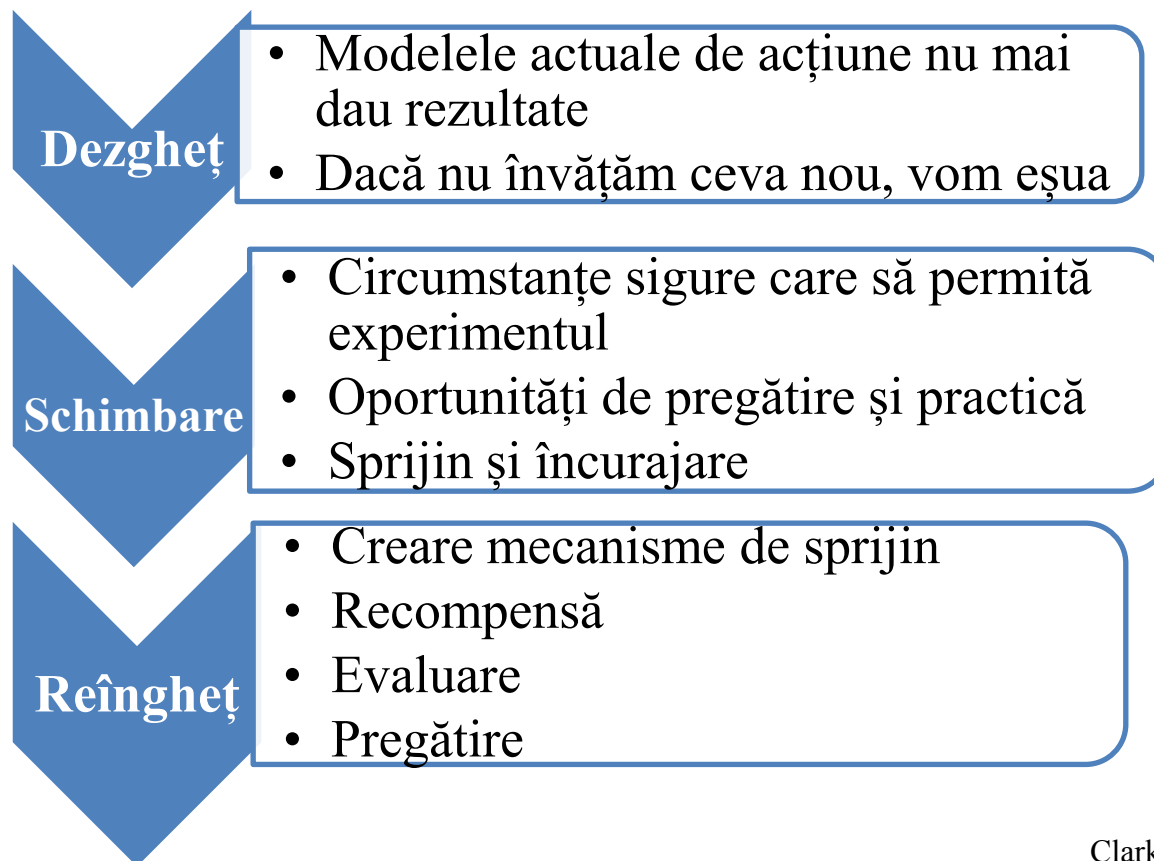 Dezgheț
• Modelele actuale de acțiune nu mai
dau rezultate
• Dacă nu învățăm ceva nou, vom eșua
Schimbare
• Circumstanțe sigure care să permită
experimentul
• Oportunități de pregătire și practică
• Sprijin și încurajare
Reîngheț
• Creare mecanisme de sprijin
• Recompensă
• Evaluare
• Pregătire
Clark